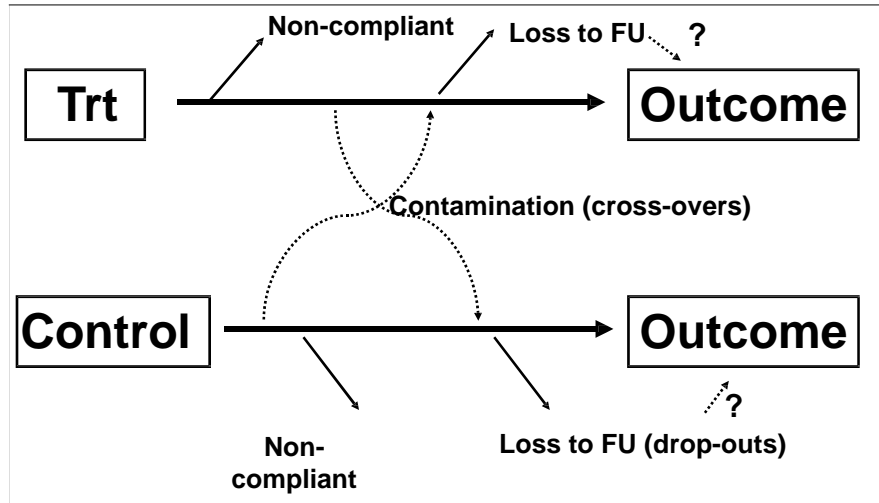 Non-compliant
Loss to FU
?
Trt
Outcome
Contamination (cross-overs)
Control
Outcome
?
Non-
compliant
Loss to FU (drop-outs)